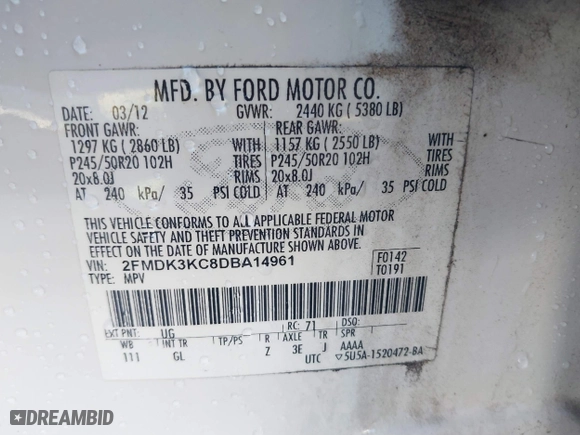 MFD. BY FORD MOTOR CO.
DATE: 03/12 GVWR: 2440 KG ( 5380 LB)
FRONT GAWR: REAR GAWR:
1297 KG ( 2860 LB) WITH 1157 KG ( 2550 LB) WITH
P245/50R20 102H TIRES P245/50R20 102H TIRES
20x8.0J RIMS 20x8.0J RIMS
AT 240 kPa/ 35 PSI COLD AT 240 kPa/ 35 PSI COLD
THIS VEHICLE CONFORMS TO ALL APPLICABLE FEDERAL MOTOR
VEHICLE SAFETY AND THEFT PREVENTION STANDARDS IN
EFFECT ON THE DATE OF MANUFACTURE SHOWN ABOVE.
VIN: 2FMDK3KC8DBA14961 F0142
TYPE: MPV T0191
EXT PNT: UG RC: 71 DSO:
WB INT TR TP/PS R AXLE TR SPR
111 GL Z 3E J AAAA
UTC ▽5U5A-1520472-BA
DREAMBID